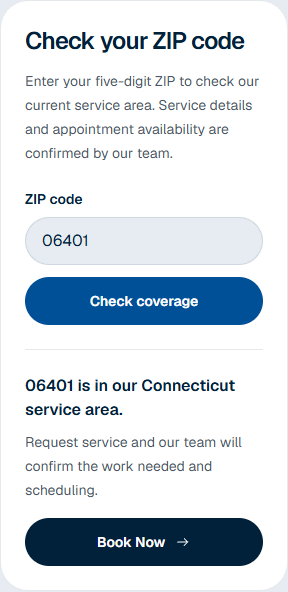 Check your ZIP code
Enter your five-digit ZIP to check our
current service area. Service details
and appointment availability are
confirmed by our team.
ZIP code
06401
Check coverage
06401 is in our Connecticut
service area.
Request service and our team will
confirm the work needed and
scheduling.
Book Now →